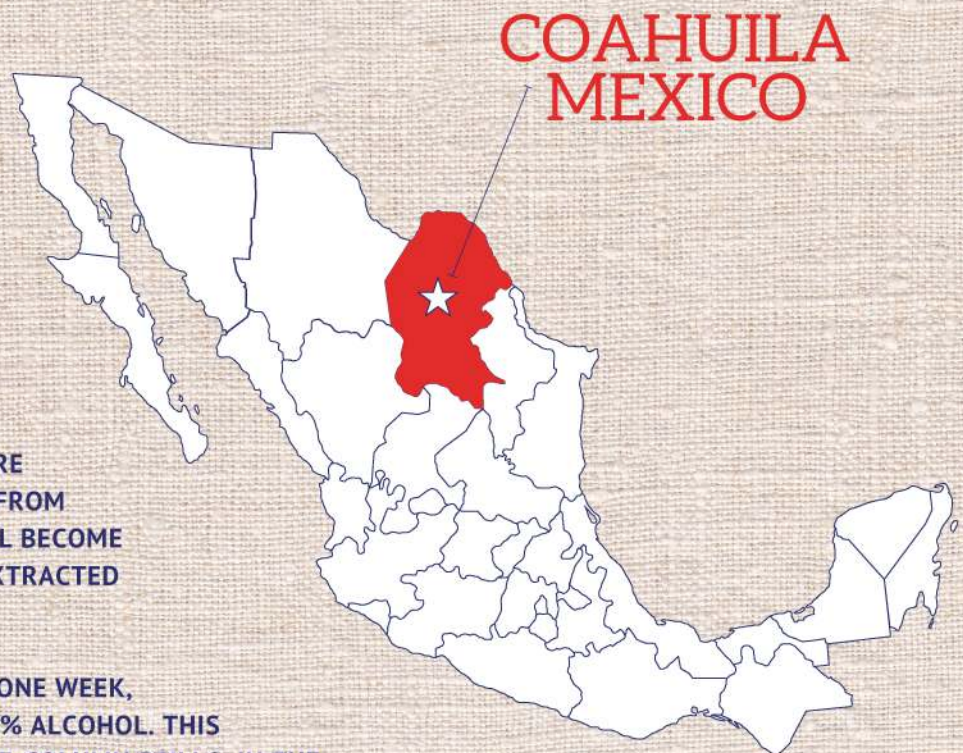 COAHUILA
MEXICO
RE
FROM
L BECOME
XTRACTED
ONE WEEK,
% ALCOHOL. THIS